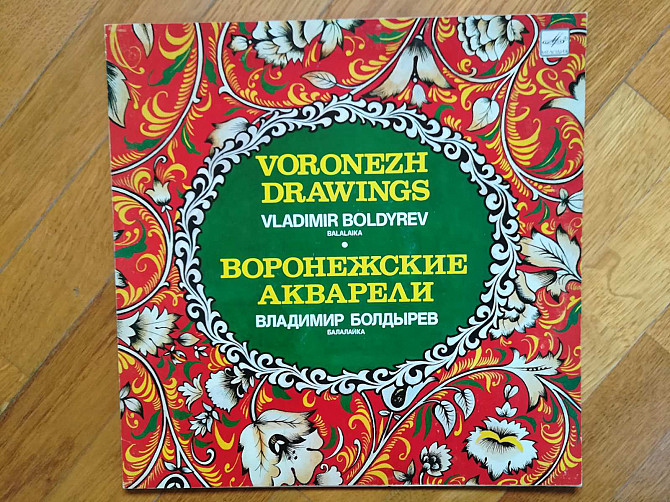 VORONEZH
DRAWINGS
VLADIMIR BOLDYREV
BALALAIKA
ВОРОНЕЖСКИЕ
АКВАРЕЛИ
ВЛАДИМИР БОЛДЫРЕВ
БАЛАЛАЙКА